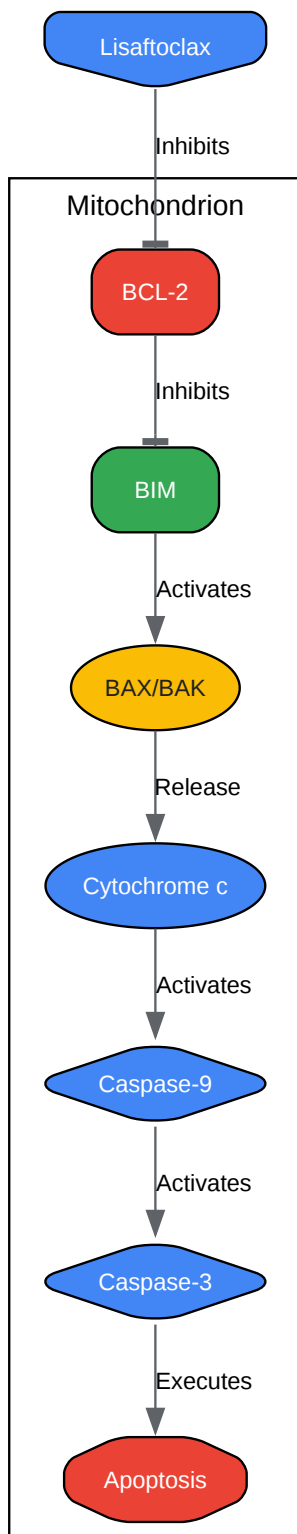 Lisaftoclax
Inhibits
Mitochondrion
BCL-2
Inhibits
BIM
Activates
BAX/BAK
Release
Cytochrome c
Activates
Caspase-9
Activates
Caspase-3
Executes
Apoptosis